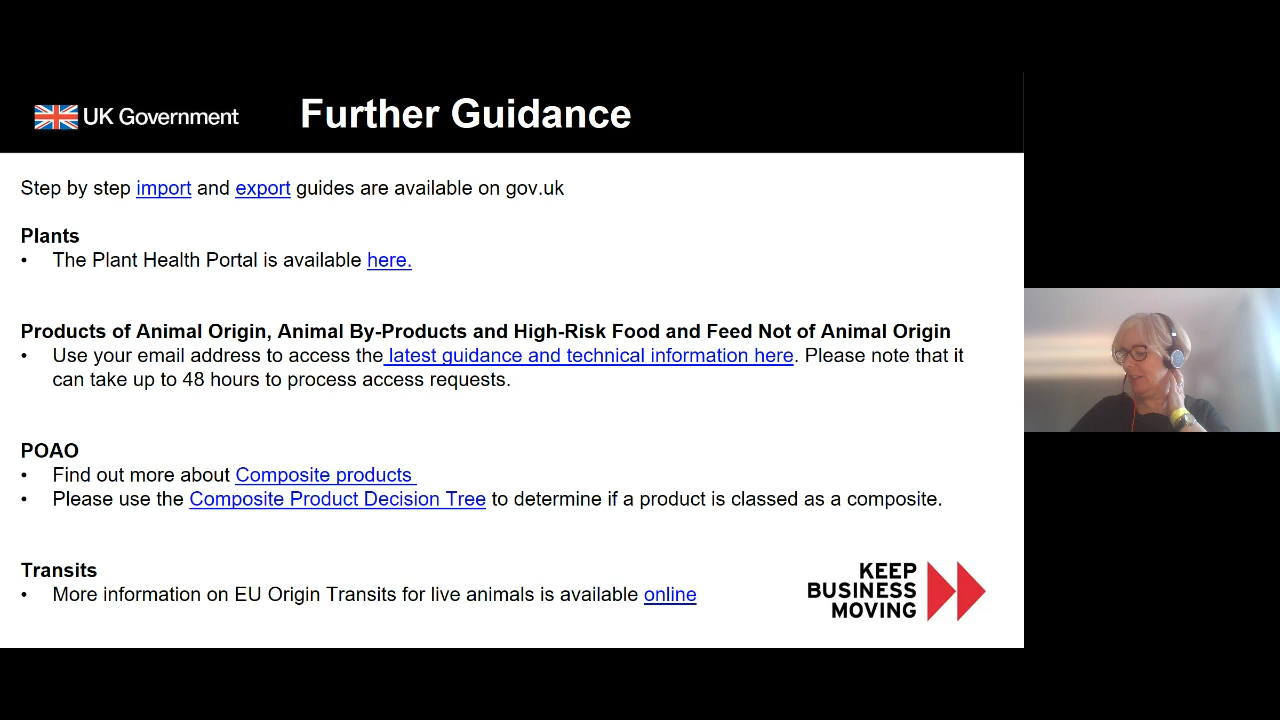 UK Government
Further Guidance
Step by step import and export guides are available on gov.uk
Plants
• The Plant Health Portal is available here.
Products of Animal Origin, Animal By-Products and High-Risk Food and Feed Not of Animal Origin
• Use your email address to access the latest guidance and technical information here. Please note that it
can take up to 48 hours to process access requests.
POAO
• Find out more about Composite products
• Please use the Composite Product Decision Tree to determine if a product is classed as a composite.
Transits
• More information on EU Origin Transits for live animals is available online
KEEP
BUSINESS
MOVING